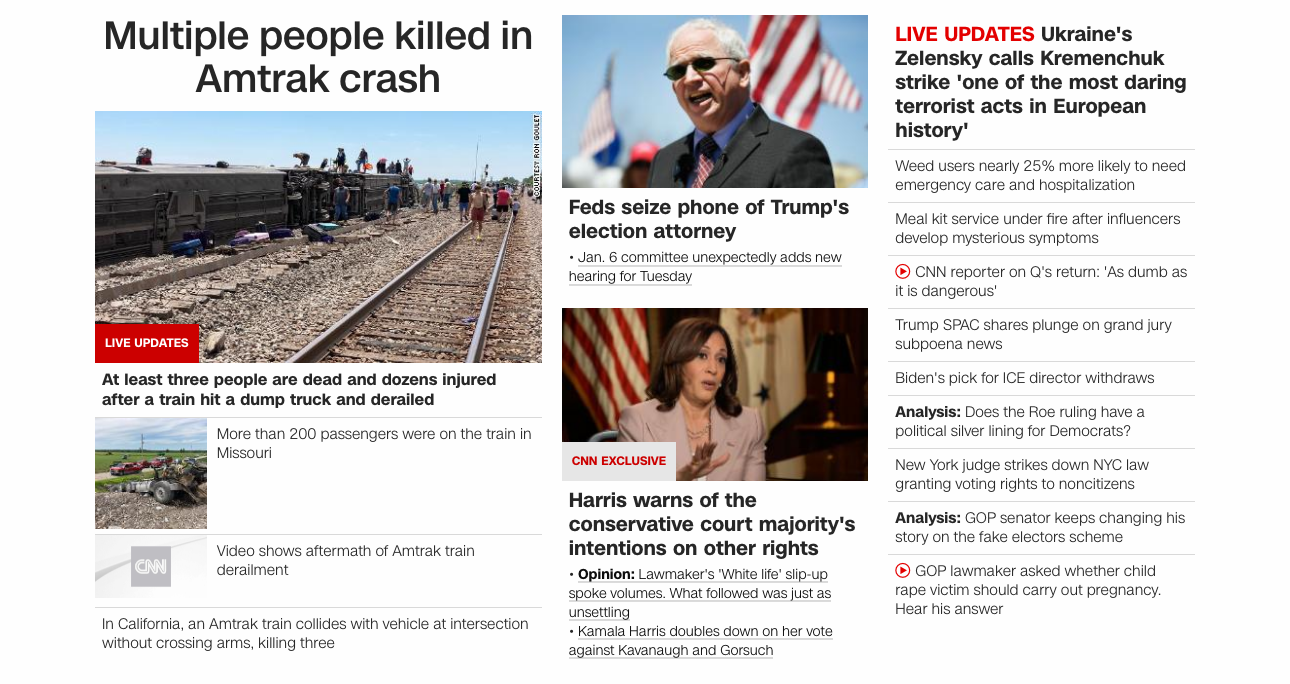 Multiple people killed in
Amtrak crash
COURTESY RON GOULET
LIVE UPDATES
At least three people are dead and dozens injured
after a train hit a dump truck and derailed
More than 200 passengers were on the train in
Missouri
CNN
Video shows aftermath of Amtrak train
derailment
In California, an Amtrak train collides with vehicle at intersection
without crossing arms, killing three
Feds seize phone of Trump's
election attorney
• Jan. 6 committee unexpectedly adds new
hearing for Tuesday
CNN EXCLUSIVE
Harris warns of the
conservative court majority's
intentions on other rights
• Opinion: Lawmaker's 'White life' slip-up
spoke volumes. What followed was just as
unsettling
• Kamala Harris doubles down on her vote
against Kavanaugh and Gorsuch
LIVE UPDATES Ukraine's
Zelensky calls Kremenchuk
strike 'one of the most daring
terrorist acts in European
history'
Weed users nearly 25% more likely to need
emergency care and hospitalization
Meal kit service under fire after influencers
develop mysterious symptoms
CNN reporter on Q's return: 'As dumb as
it is dangerous'
Trump SPAC shares plunge on grand jury
subpoena news
Biden's pick for ICE director withdraws
Analysis: Does the Roe ruling have a
political silver lining for Democrats?
New York judge strikes down NYC law
granting voting rights to noncitizens
Analysis: GOP senator keeps changing his
story on the fake electors scheme
GOP lawmaker asked whether child
rape victim should carry out pregnancy.
Hear his answer